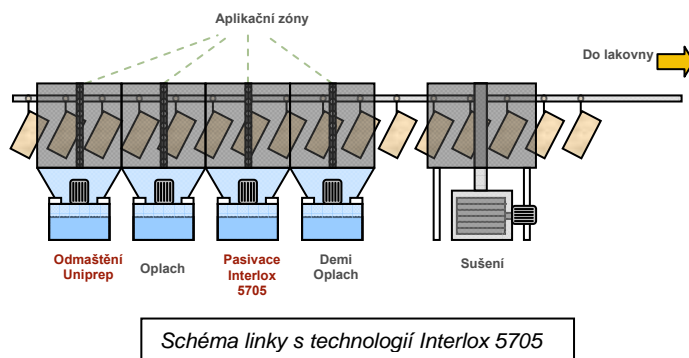 Aplikační zóny
Do lakovny
Odmaštění
Uniprep
Oplach
Pasivace
Interlox
5705
Demi
Oplach
Sušení
Schéma linky s technologií Interlox 5705